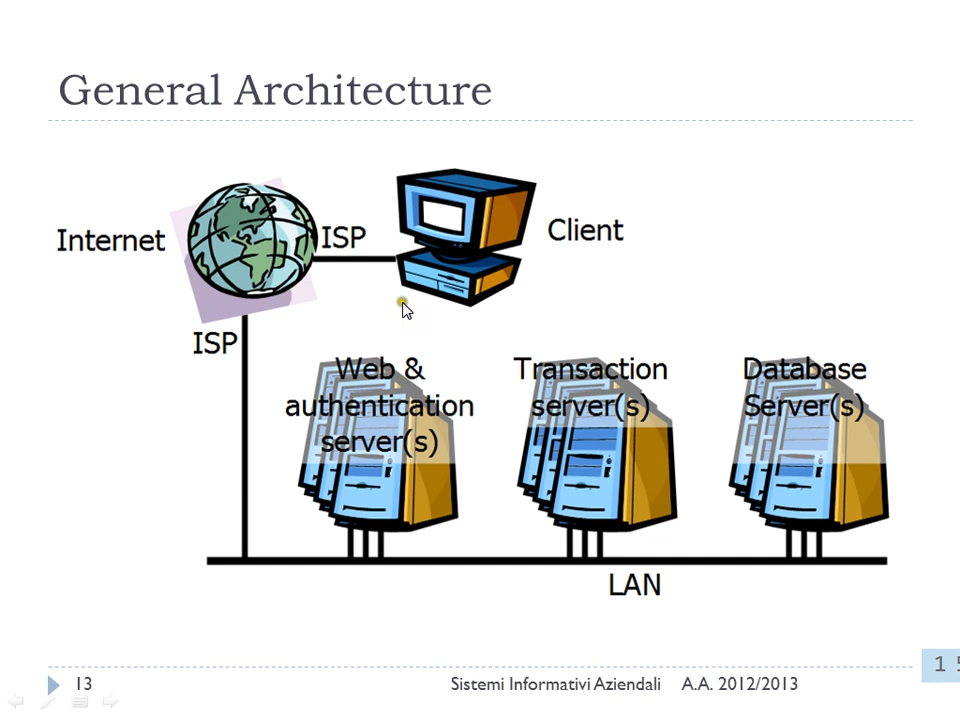 General Architecture
Internet
ISP
Client
ISP
Web &
authentication
server(s)
Transaction
server(s)
Database
Server(s)
LAN
13
Sistemi Informativi Aziendali
A.A. 2012/2013